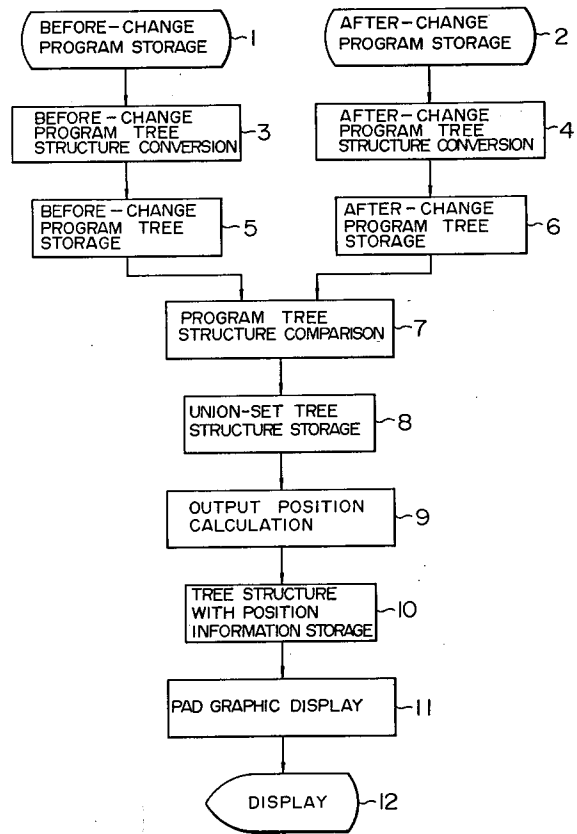 BEFORE-CHANGE
PROGRAM STORAGE
1
AFTER-CHANGE
PROGRAM STORAGE
2
BEFORE-CHANGE
PROGRAM TREE
STRUCTURE CONVERSION
3
AFTER-CHANGE
PROGRAM TREE
STRUCTURE CONVERSION
4
BEFORE-CHANGE
PROGRAM TREE
STORAGE
5
AFTER-CHANGE
PROGRAM TREE
STORAGE
6
PROGRAM TREE
STRUCTURE COMPARISON
7
UNION-SET TREE
STRUCTURE STORAGE
8
OUTPUT POSITION
CALCULATION
9
TREE STRUCTURE
WITH POSITION
INFORMATION STORAGE
10
PAD GRAPHIC DISPLAY
11
DISPLAY
12